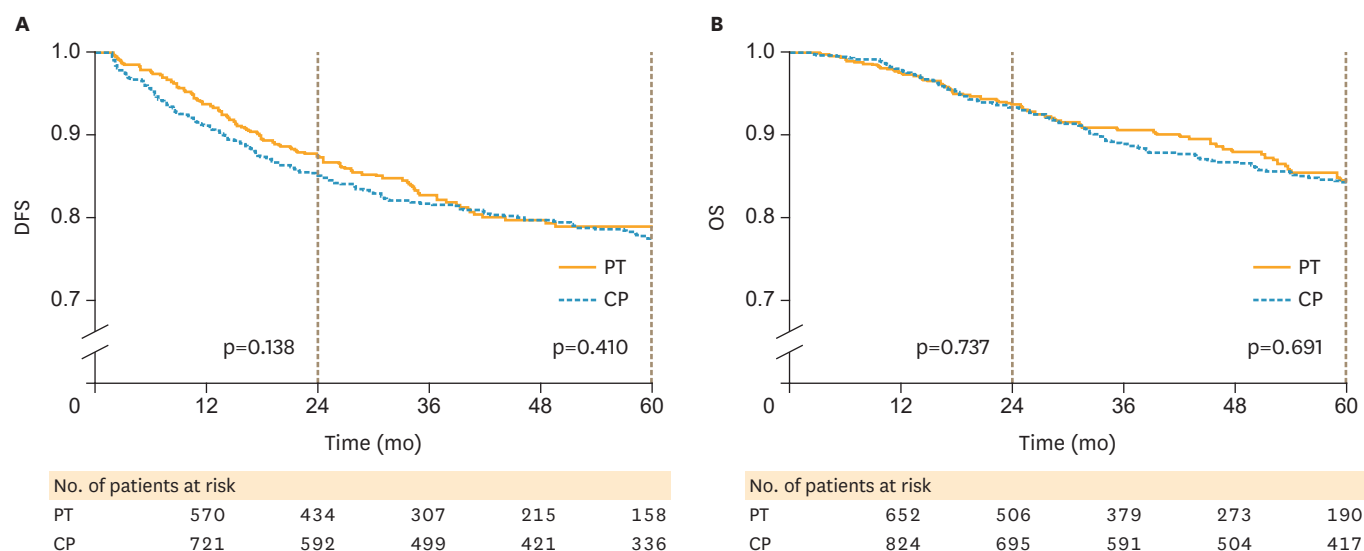 A
1.0
0.9
0.8
0.7
DFS
PT
CP
p=0.138
p=0.410
0
12
24
36
48
60
Time (mo)
No. of patients at risk
PT 570 434 307 215 158
CP 721 592 499 421 336
B
1.0
0.9
0.8
0.7
OS
PT
CP
p=0.737
p=0.691
0
12
24
36
48
60
Time (mo)
No. of patients at risk
PT 652 506 379 273 190
CP 824 695 591 504 417